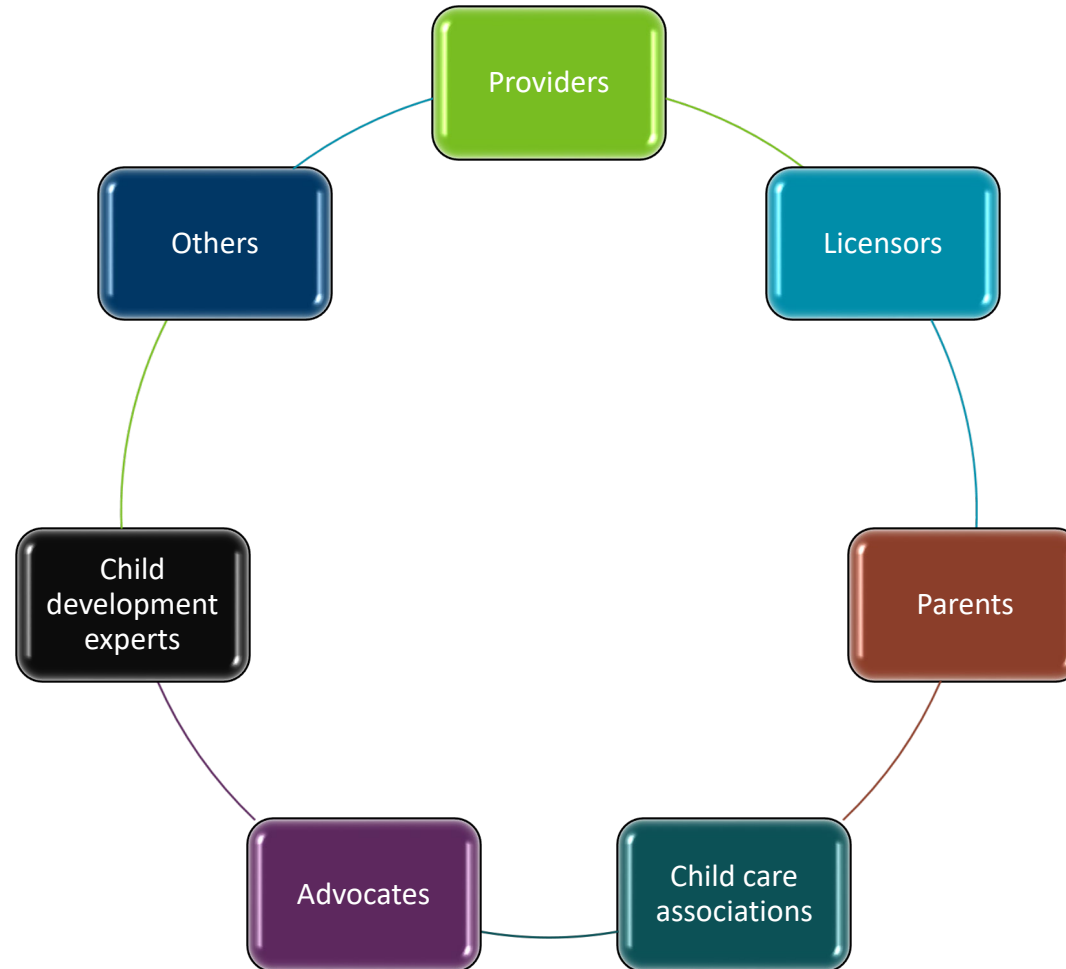 Providers
Licensors
Parents
Child care
associations
Advocates
Child
development
experts
Others